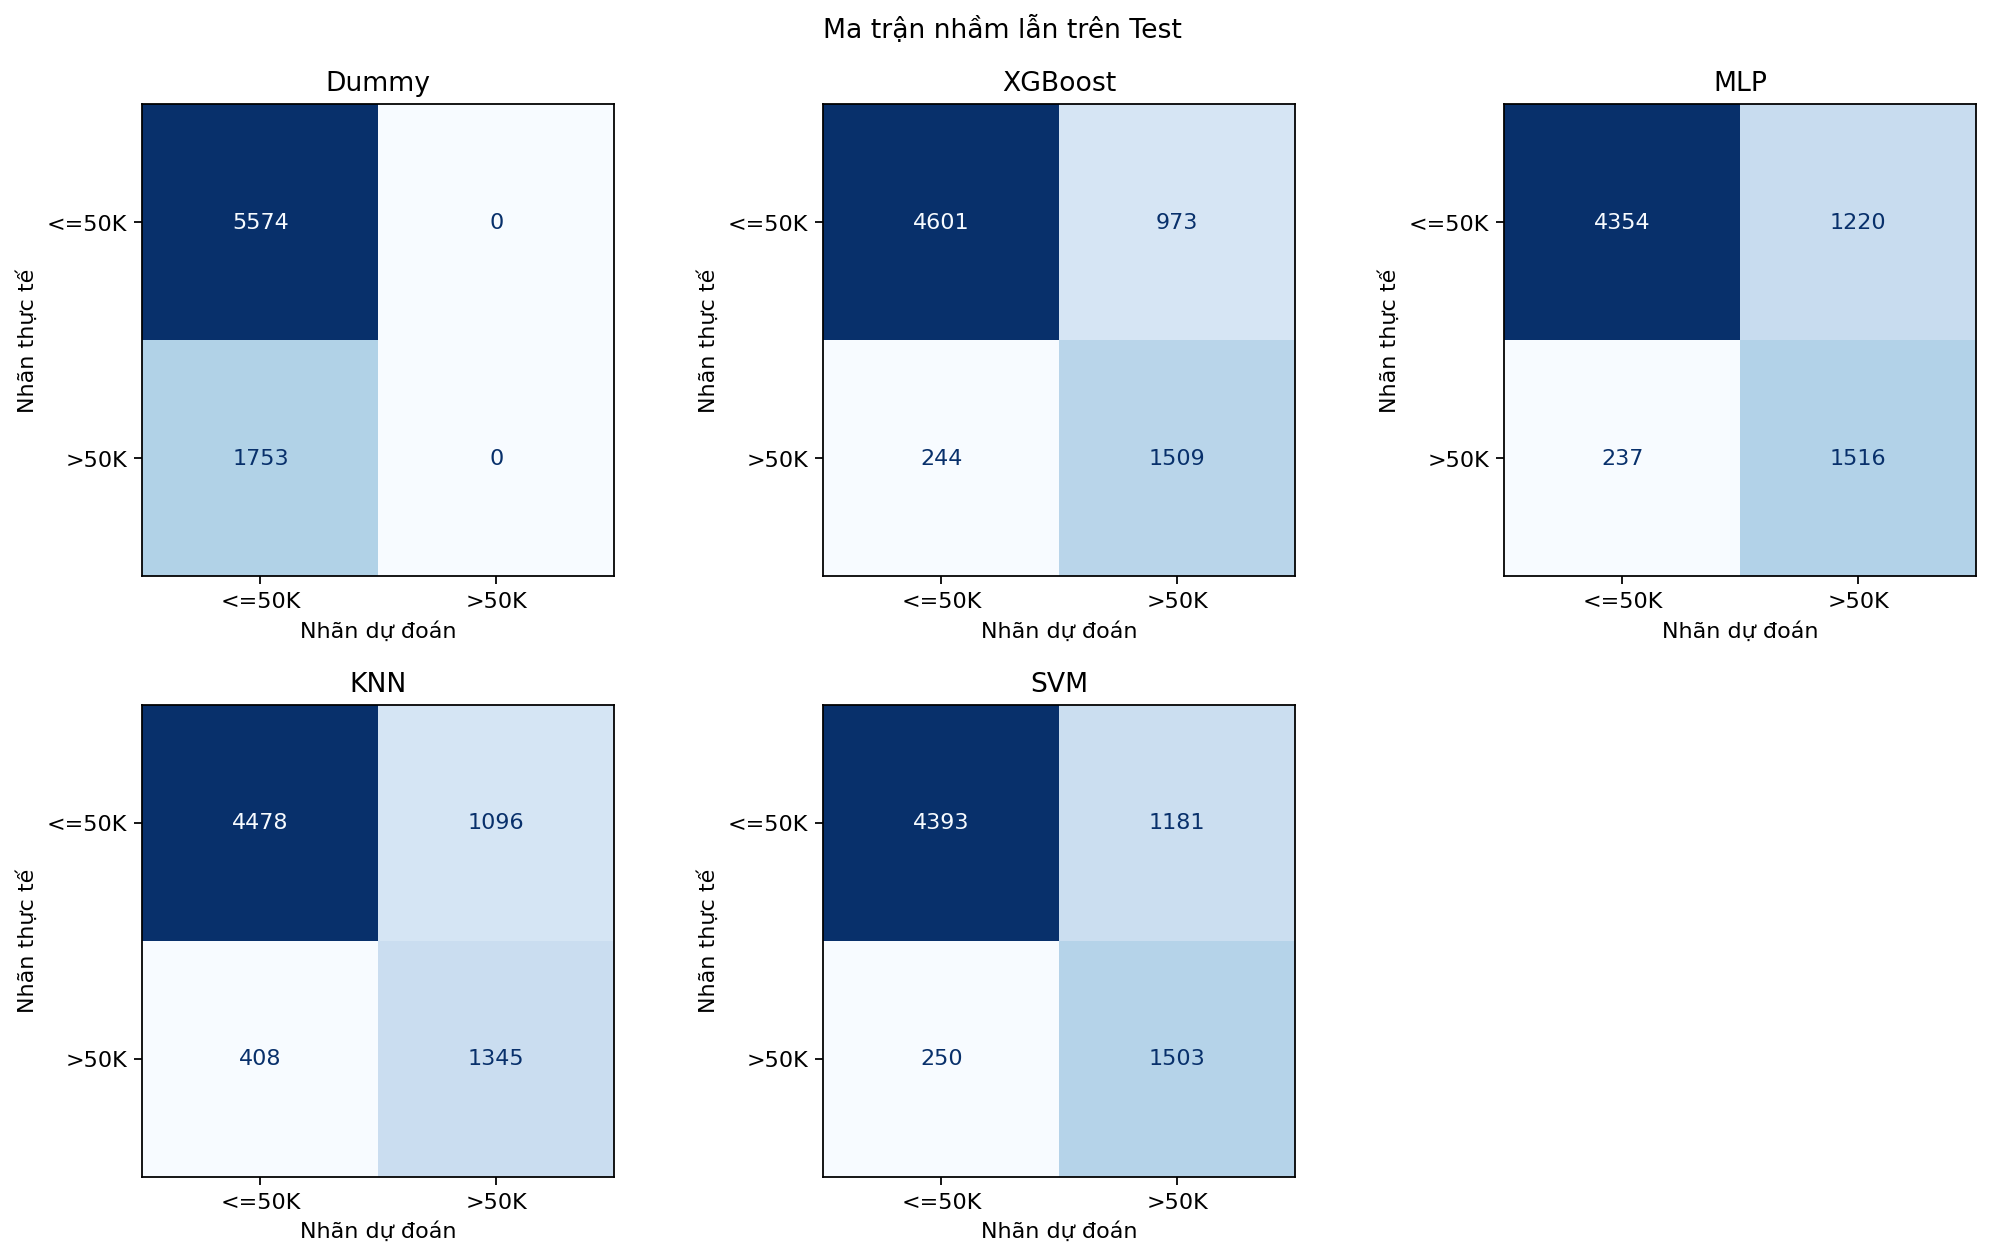 Ma trận nhầm lẫn trên Test
Dummy
<=50K
5574
0
>50K
1753
0
<=50K
>50K
Nhãn thực tế
Nhãn dự đoán
XGBoost
<=50K
4601
973
>50K
244
1509
<=50K
>50K
Nhãn thực tế
Nhãn dự đoán
MLP
<=50K
4354
1220
>50K
237
1516
<=50K
>50K
Nhãn thực tế
Nhãn dự đoán
KNN
<=50K
4478
1096
>50K
408
1345
<=50K
>50K
Nhãn thực tế
Nhãn dự đoán
SVM
<=50K
4393
1181
>50K
250
1503
<=50K
>50K
Nhãn thực tế
Nhãn dự đoán